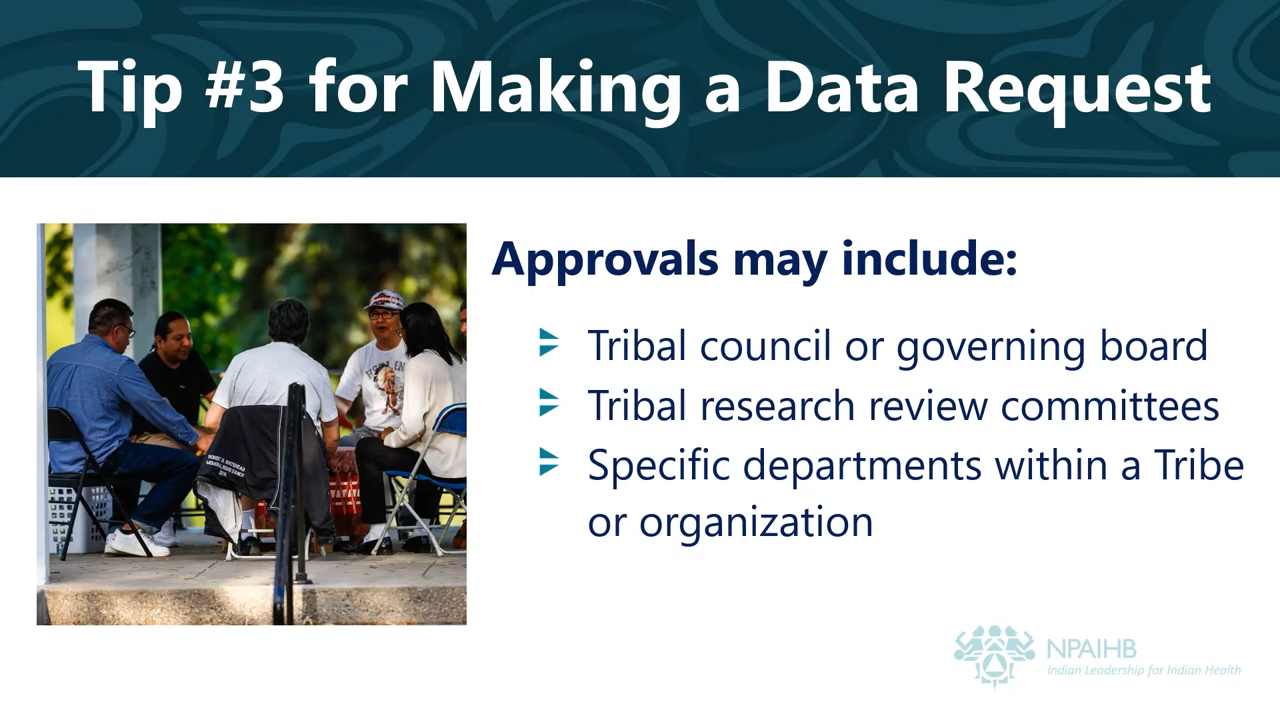 Tip #3 for Making a Data Request
Approvals may include:
Tribal council or governing board
Tribal research review committees
Specific departments within a Tribe
or organization
NPAIHB
Indian Leadership for Indian Health